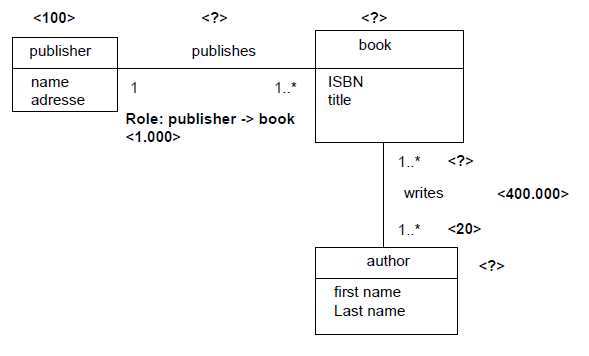 <100> <?> <?>
publisher publishes book
name
adresse
1 1..*
ISBN
title
Role: publisher -> book
<1.000>
1..* <?>
writes <400.000>
1..* <20>
author <?>
first name
Last name